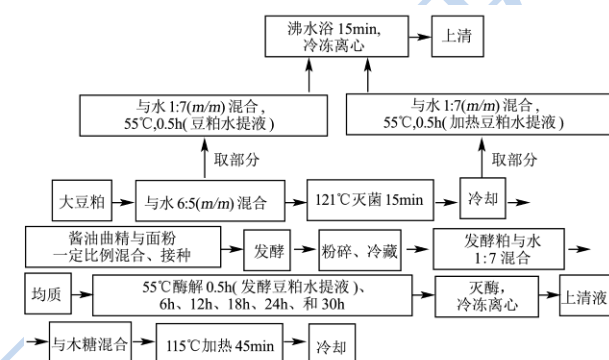 沸水浴 15min,
冷冻离心
上清
与水 1:7(m/m) 混合，
55℃,0.5h( 豆粕水提液 )
与水 1:7(m/m) 混合，
55℃,0.5h( 加热豆粕水提液 )
取部分
取部分
大豆粕
与水 6:5(m/m) 混合
121℃灭菌 15min
冷却
酱油曲精与面粉
一定比例混合、接种
发酵
粉碎、冷藏
发酵粕与水
1:7 混合
均质
55℃酶解 0.5h( 发酵豆粕水提液 )、
6h、12h、18h、24h、和 30h
灭酶，
冷冻离心
上清液
与木糖混合
115℃加热 45min
冷却